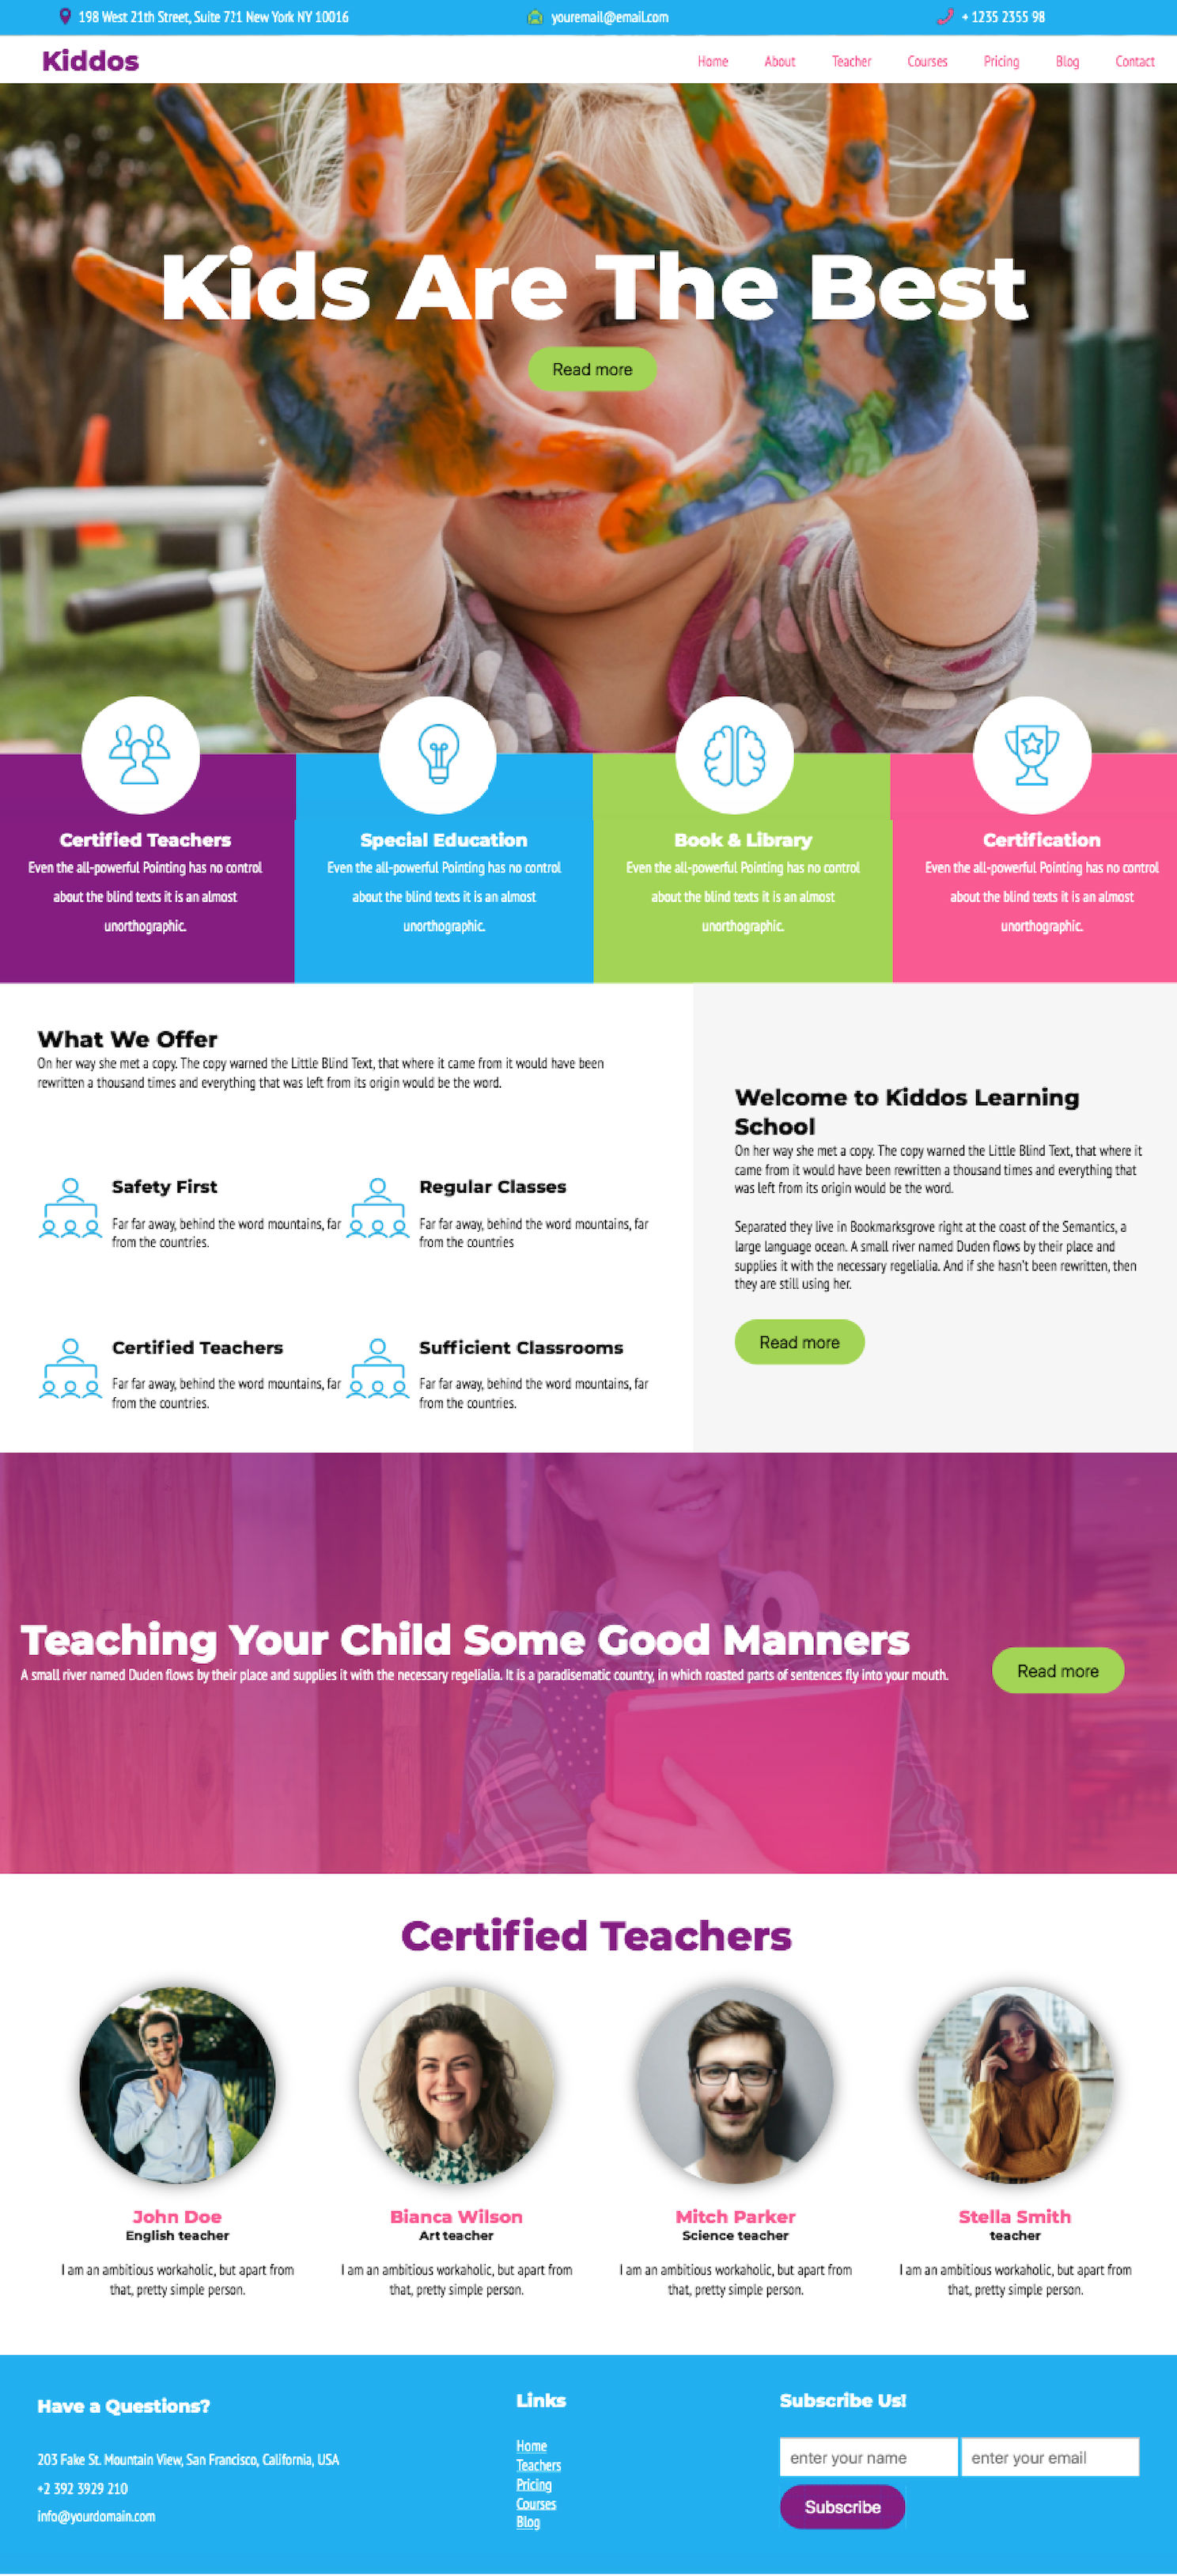 198 West 21th Street, Suite 721 New York NY 10016
youremail@email.com
+ 1235 2355 98
Kiddos
Home About Teacher Courses Pricing Blog Contact
Kids Are The Best
Read more
Certified Teachers
Even the all-powerful Pointing has no control
about the blind texts it is an almost
unorthographic.
Special Education
Even the all-powerful Pointing has no control
about the blind texts it is an almost
unorthographic.
Book & Library
Even the all-powerful Pointing has no control
about the blind texts it is an almost
unorthographic.
Certification
Even the all-powerful Pointing has no control
about the blind texts it is an almost
unorthographic.
What We Offer
On her way she met a copy. The copy warned the Little Blind Text, that where it came from it would have been
rewritten a thousand times and everything that was left from its origin would be the word.
Safety First
Far far away, behind the word mountains, far
from the countries.
Regular Classes
Far far away, behind the word mountains, far
from the countries
Certified Teachers
Far far away, behind the word mountains, far
from the countries.
Sufficient Classrooms
Far far away, behind the word mountains, far
from the countries.
Welcome to Kiddos Learning
School
On her way she met a copy. The copy warned the Little Blind Text, that where it
came from it would have been rewritten a thousand times and everything that
was left from its origin would be the word.
Separated they live in Bookmarksgrove right at the coast of the Semantics, a
large language ocean. A small river named Duden flows by their place and
supplies it with the necessary regelialia. And if she hasn't been rewritten, then
they are still using her.
Read more
Teaching Your Child Some Good Manners
A small river named Duden flows by their place and supplies it with the necessary regelialia. It is a paradisematic country, in which roasted parts of sentences fly into your mouth.
Read more
Certified Teachers
John Doe
English teacher
I am an ambitious workaholic, but apart from
that, pretty simple person.
Bianca Wilson
Art teacher
I am an ambitious workaholic, but apart from
that, pretty simple person.
Mitch Parker
Science teacher
I am an ambitious workaholic, but apart from
that, pretty simple person.
Stella Smith
teacher
I am an ambitious workaholic, but apart from
that, pretty simple person.
Have a Questions?
203 Fake St. Mountain View, San Francisco, California, USA
+2 392 3929 210
info@yourdomain.com
Links
Home
Teachers
Pricing
Courses
Blog
Subscribe Us!
enter your name
enter your email
Subscribe